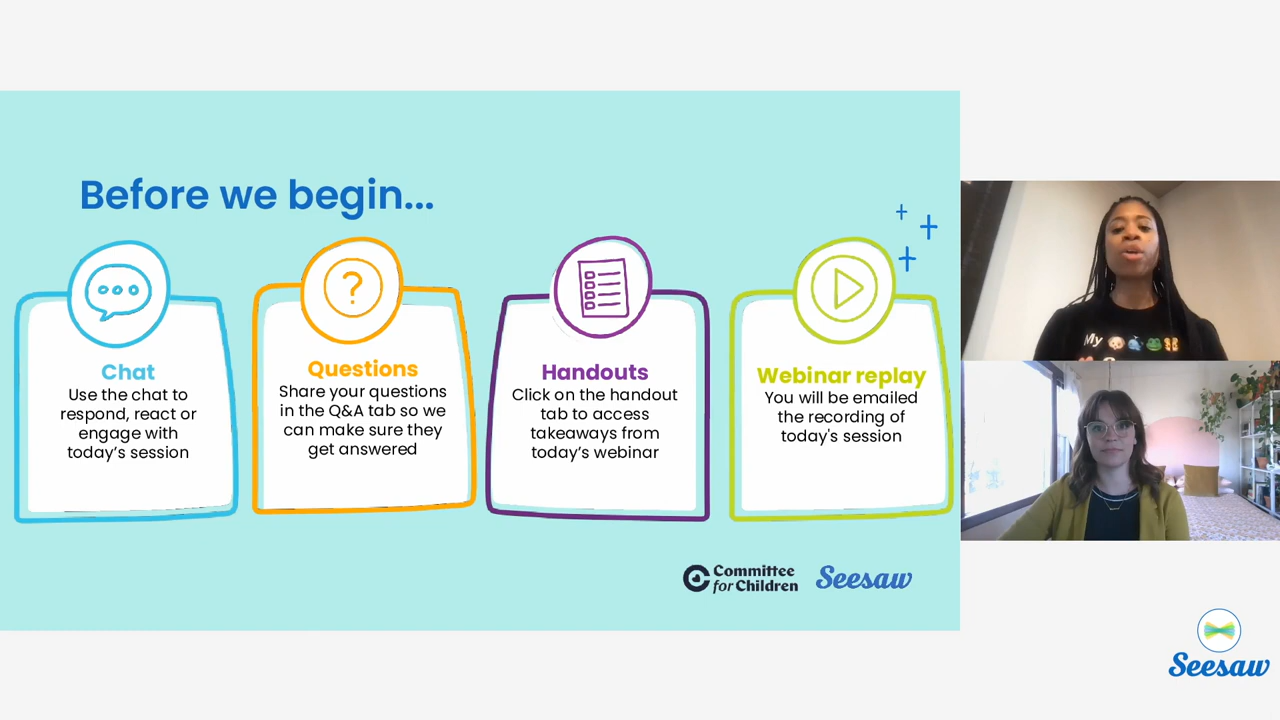 Before we begin...
Chat
Use the chat to
respond, react or
engage with
today’s session
Questions
Share your questions
in the Q&A tab so we
can make sure they
get answered
Handouts
Click on the handout
tab to access
takeaways from
today’s webinar
Webinar replay
You will be emailed
the recording of
today's session
Committee
for Children
Seesaw
My
Seesaw